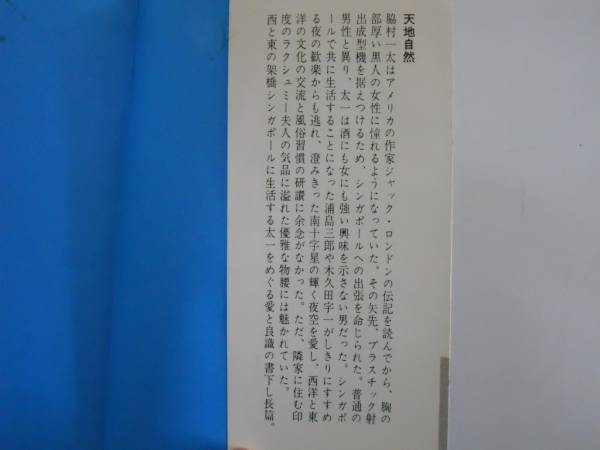 天地自然
脇村一太はアメリカの作家ジャック・ロンドンの伝記を読んでから、胸の
部厚い黒人の女性に憧れるようになっていた。その矢先、プラスチック射
出成型機を据えつけるため、シンガポールへの出張を命じられた。普通の
男性と異り、太一は酒にも女にも強い興味を示さない男だった。シンガポ
ールで共に生活することになった浦島三郎や木久田宇一がしきりにすすめ
る夜の歓楽からも逃れ、澄みきった南十字星の輝く夜空を愛し、西洋と東
洋の文化の交流と風俗習慣の研讃に余念がなかった。ただ、隣家に住む印
度のラクシュミー夫人の気品に溢れた優雅な物腰には魅かれていた。
西と東の架橋シンガポールに生活する太一をめぐる愛と良識の書下し長篇。